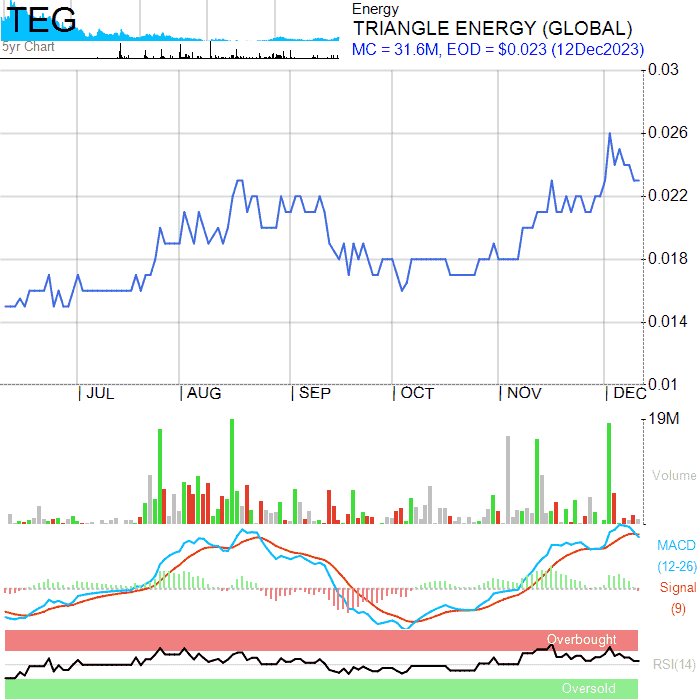 TEG
5yr Chart
Energy
TRIANGLE ENERGY (GLOBAL)
MC = 31.6M, EOD = $0.023 (12Dec2023)
0.03
0.026
0.022
0.018
0.014
0.01
JUL
AUG
SEP
OCT
NOV
DEC
19M
Volume
MACD
(12-26)
Signal
(9)
Overbought
RSI(14)
Oversold